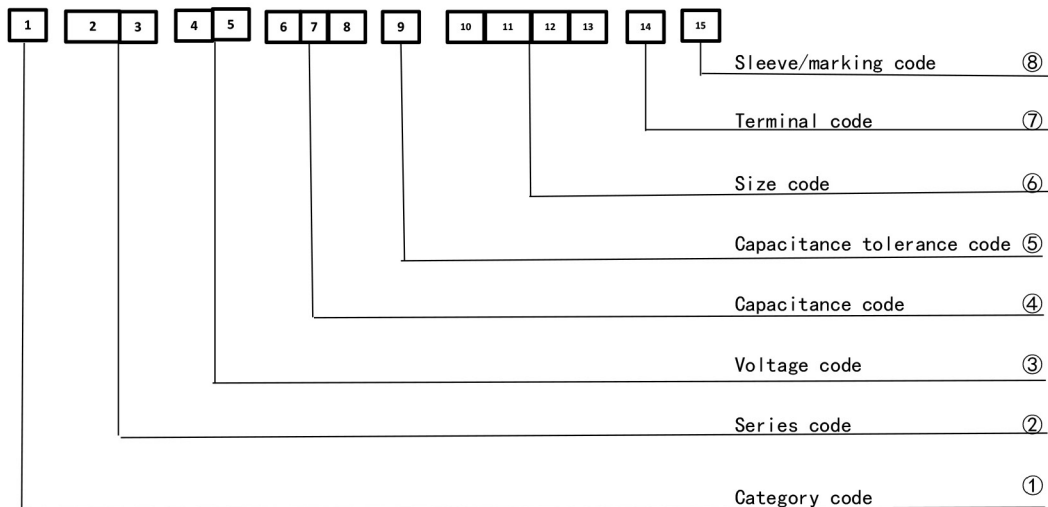 1 2 3 4 5 6 7 8 9 10 11 12 13 14 15
Sleeve/marking code ⑧
Terminal code ⑦
Size code ⑥
Capacitance tolerance code ⑤
Capacitance code ④
Voltage code ③
Series code ②
Category code ①